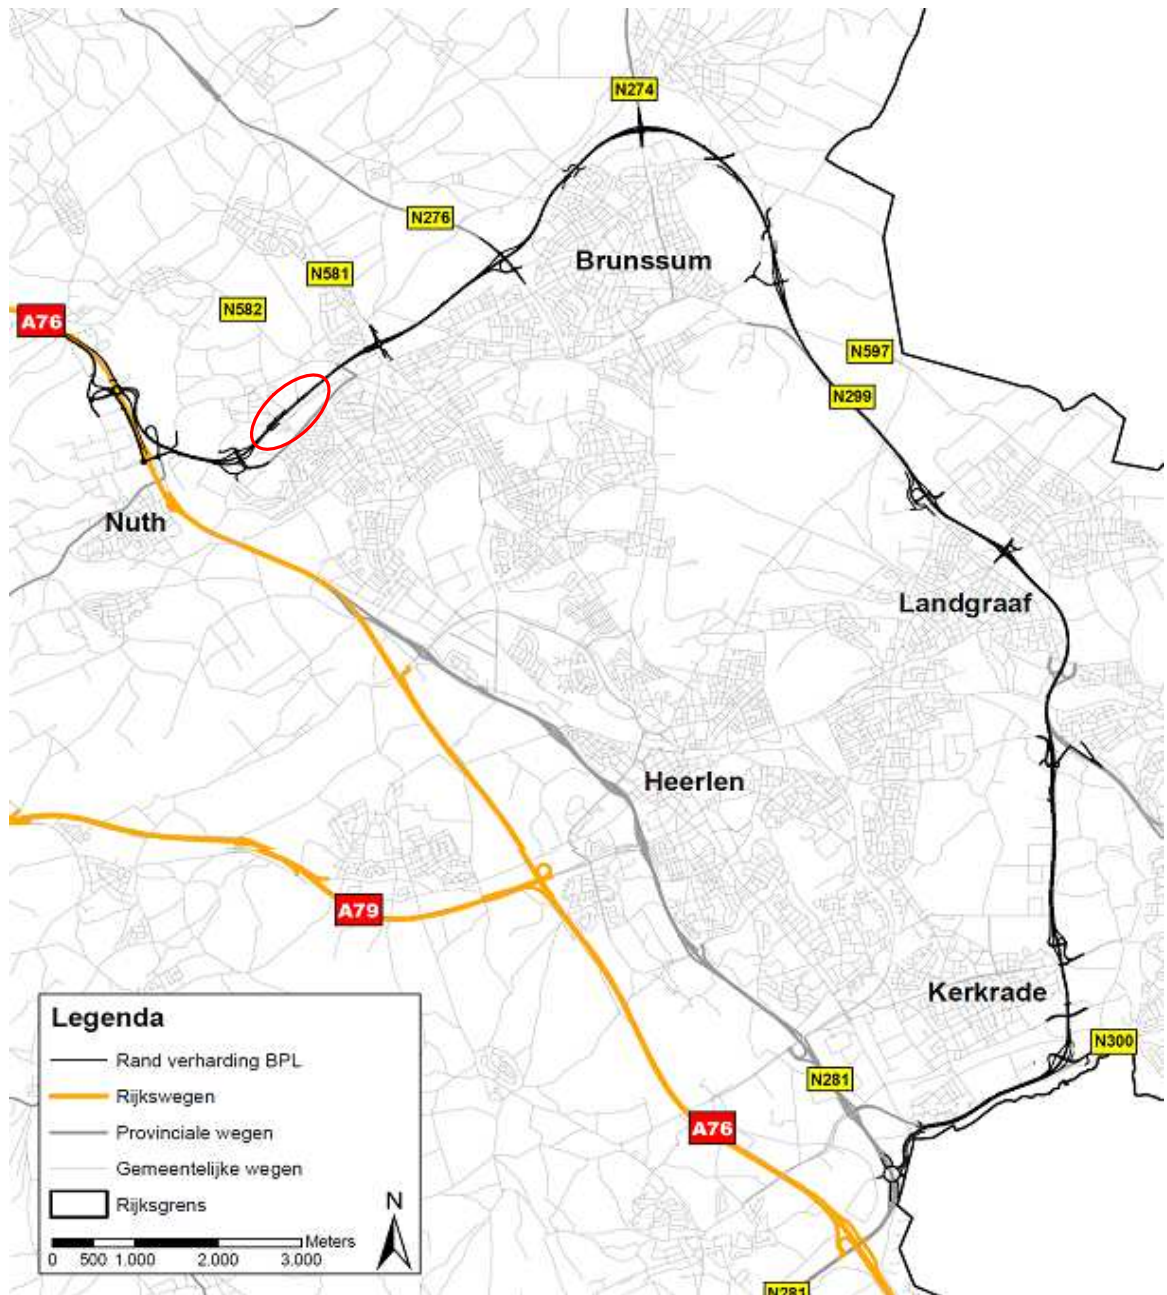 N274
N276
Brunssum
N581
N582
A76
N597
N299
Nuth
Landgraaf
Heerlen
A79
Kerkrade
Legenda
Rand verharding BPL
Rijkswegen
Provinciale wegen
Gemeentelijke wegen
Rijksgrens
N
Meters
0 500 1.000 2.000 3.000
N300
N281
A76
N281